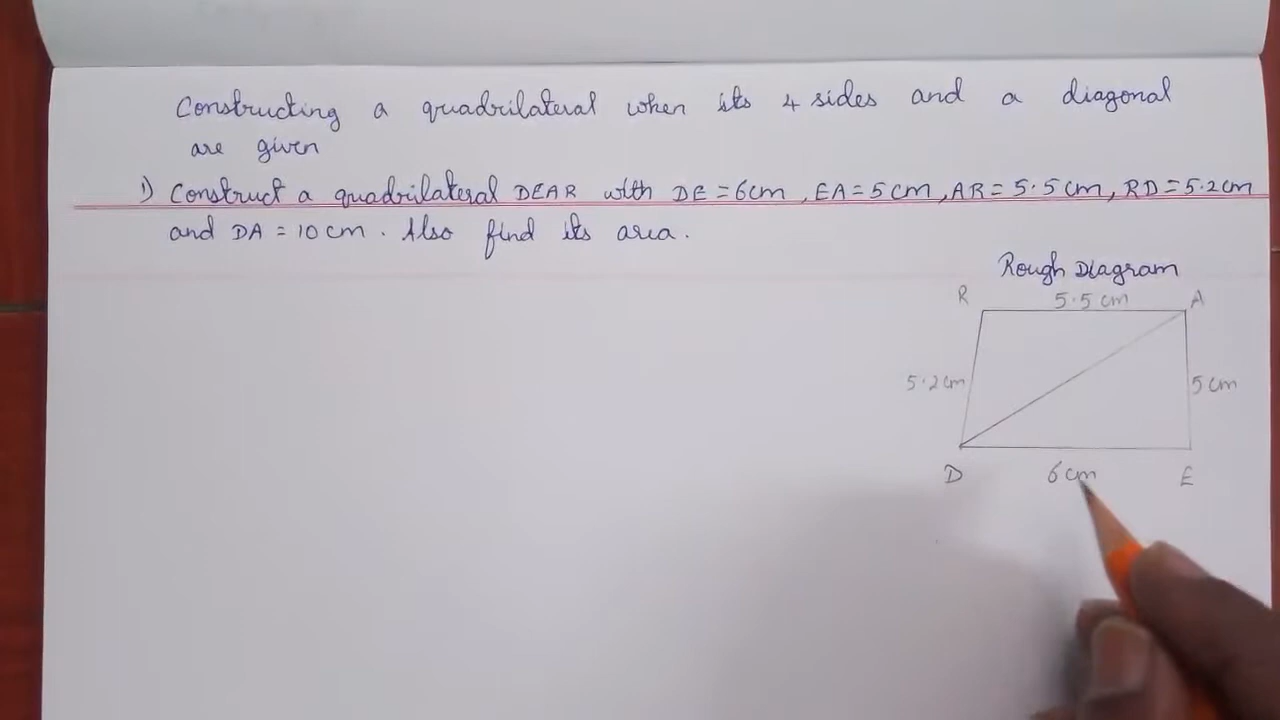 Constructing a quadrilateral when its 4 sides and a diagonal
are given
1) Construct a quadrilateral DEAR with DE = 6cm, EA = 5cm, AR = 5.5cm, RD = 5.2cm
and DA = 10cm. Also find its area.
Rough Diagram
R 5.5 cm A
5.2cm 5cm
D 6cm E